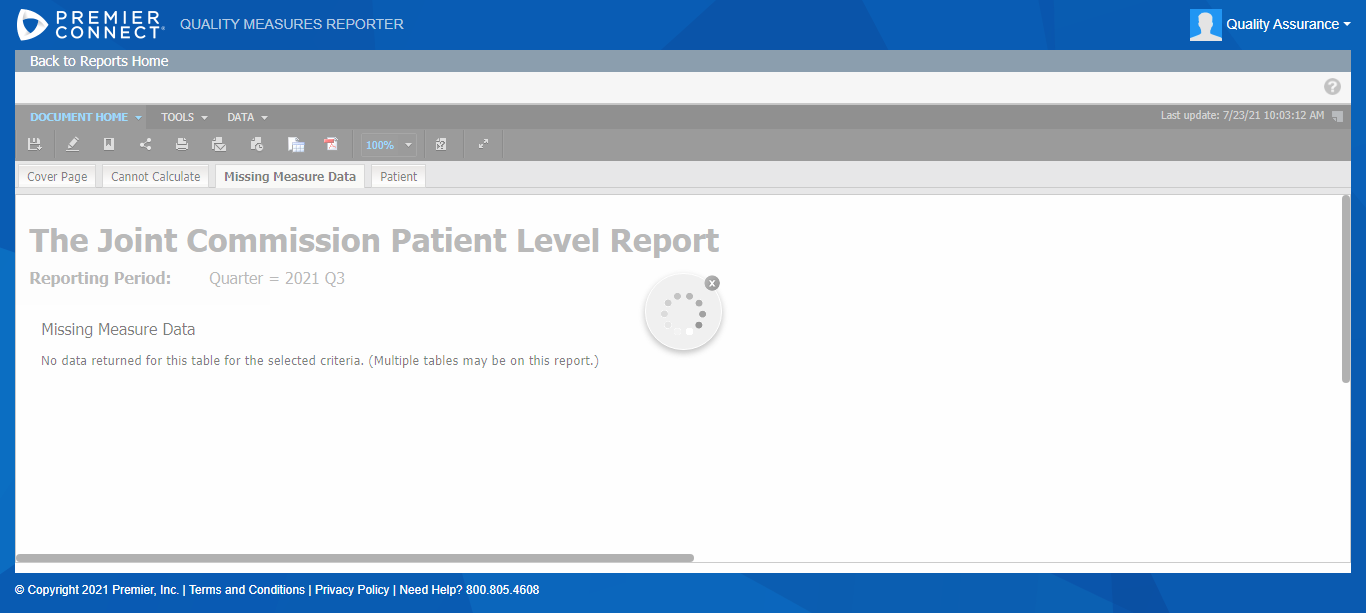 PREMIER
CONNECT® QUALITY MEASURES REPORTER
Quality Assurance
Back to Reports Home
?
DOCUMENT HOME TOOLS DATA
Last update: 7/23/21 10:03:12 AM
100%
Cover Page Cannot Calculate Missing Measure Data Patient
The Joint Commission Patient Level Report
Reporting Period: Quarter = 2021 Q3
x
Missing Measure Data
No data returned for this table for the selected criteria. (Multiple tables may be on this report.)
© Copyright 2021 Premier, Inc. | Terms and Conditions | Privacy Policy | Need Help? 800.805.4608